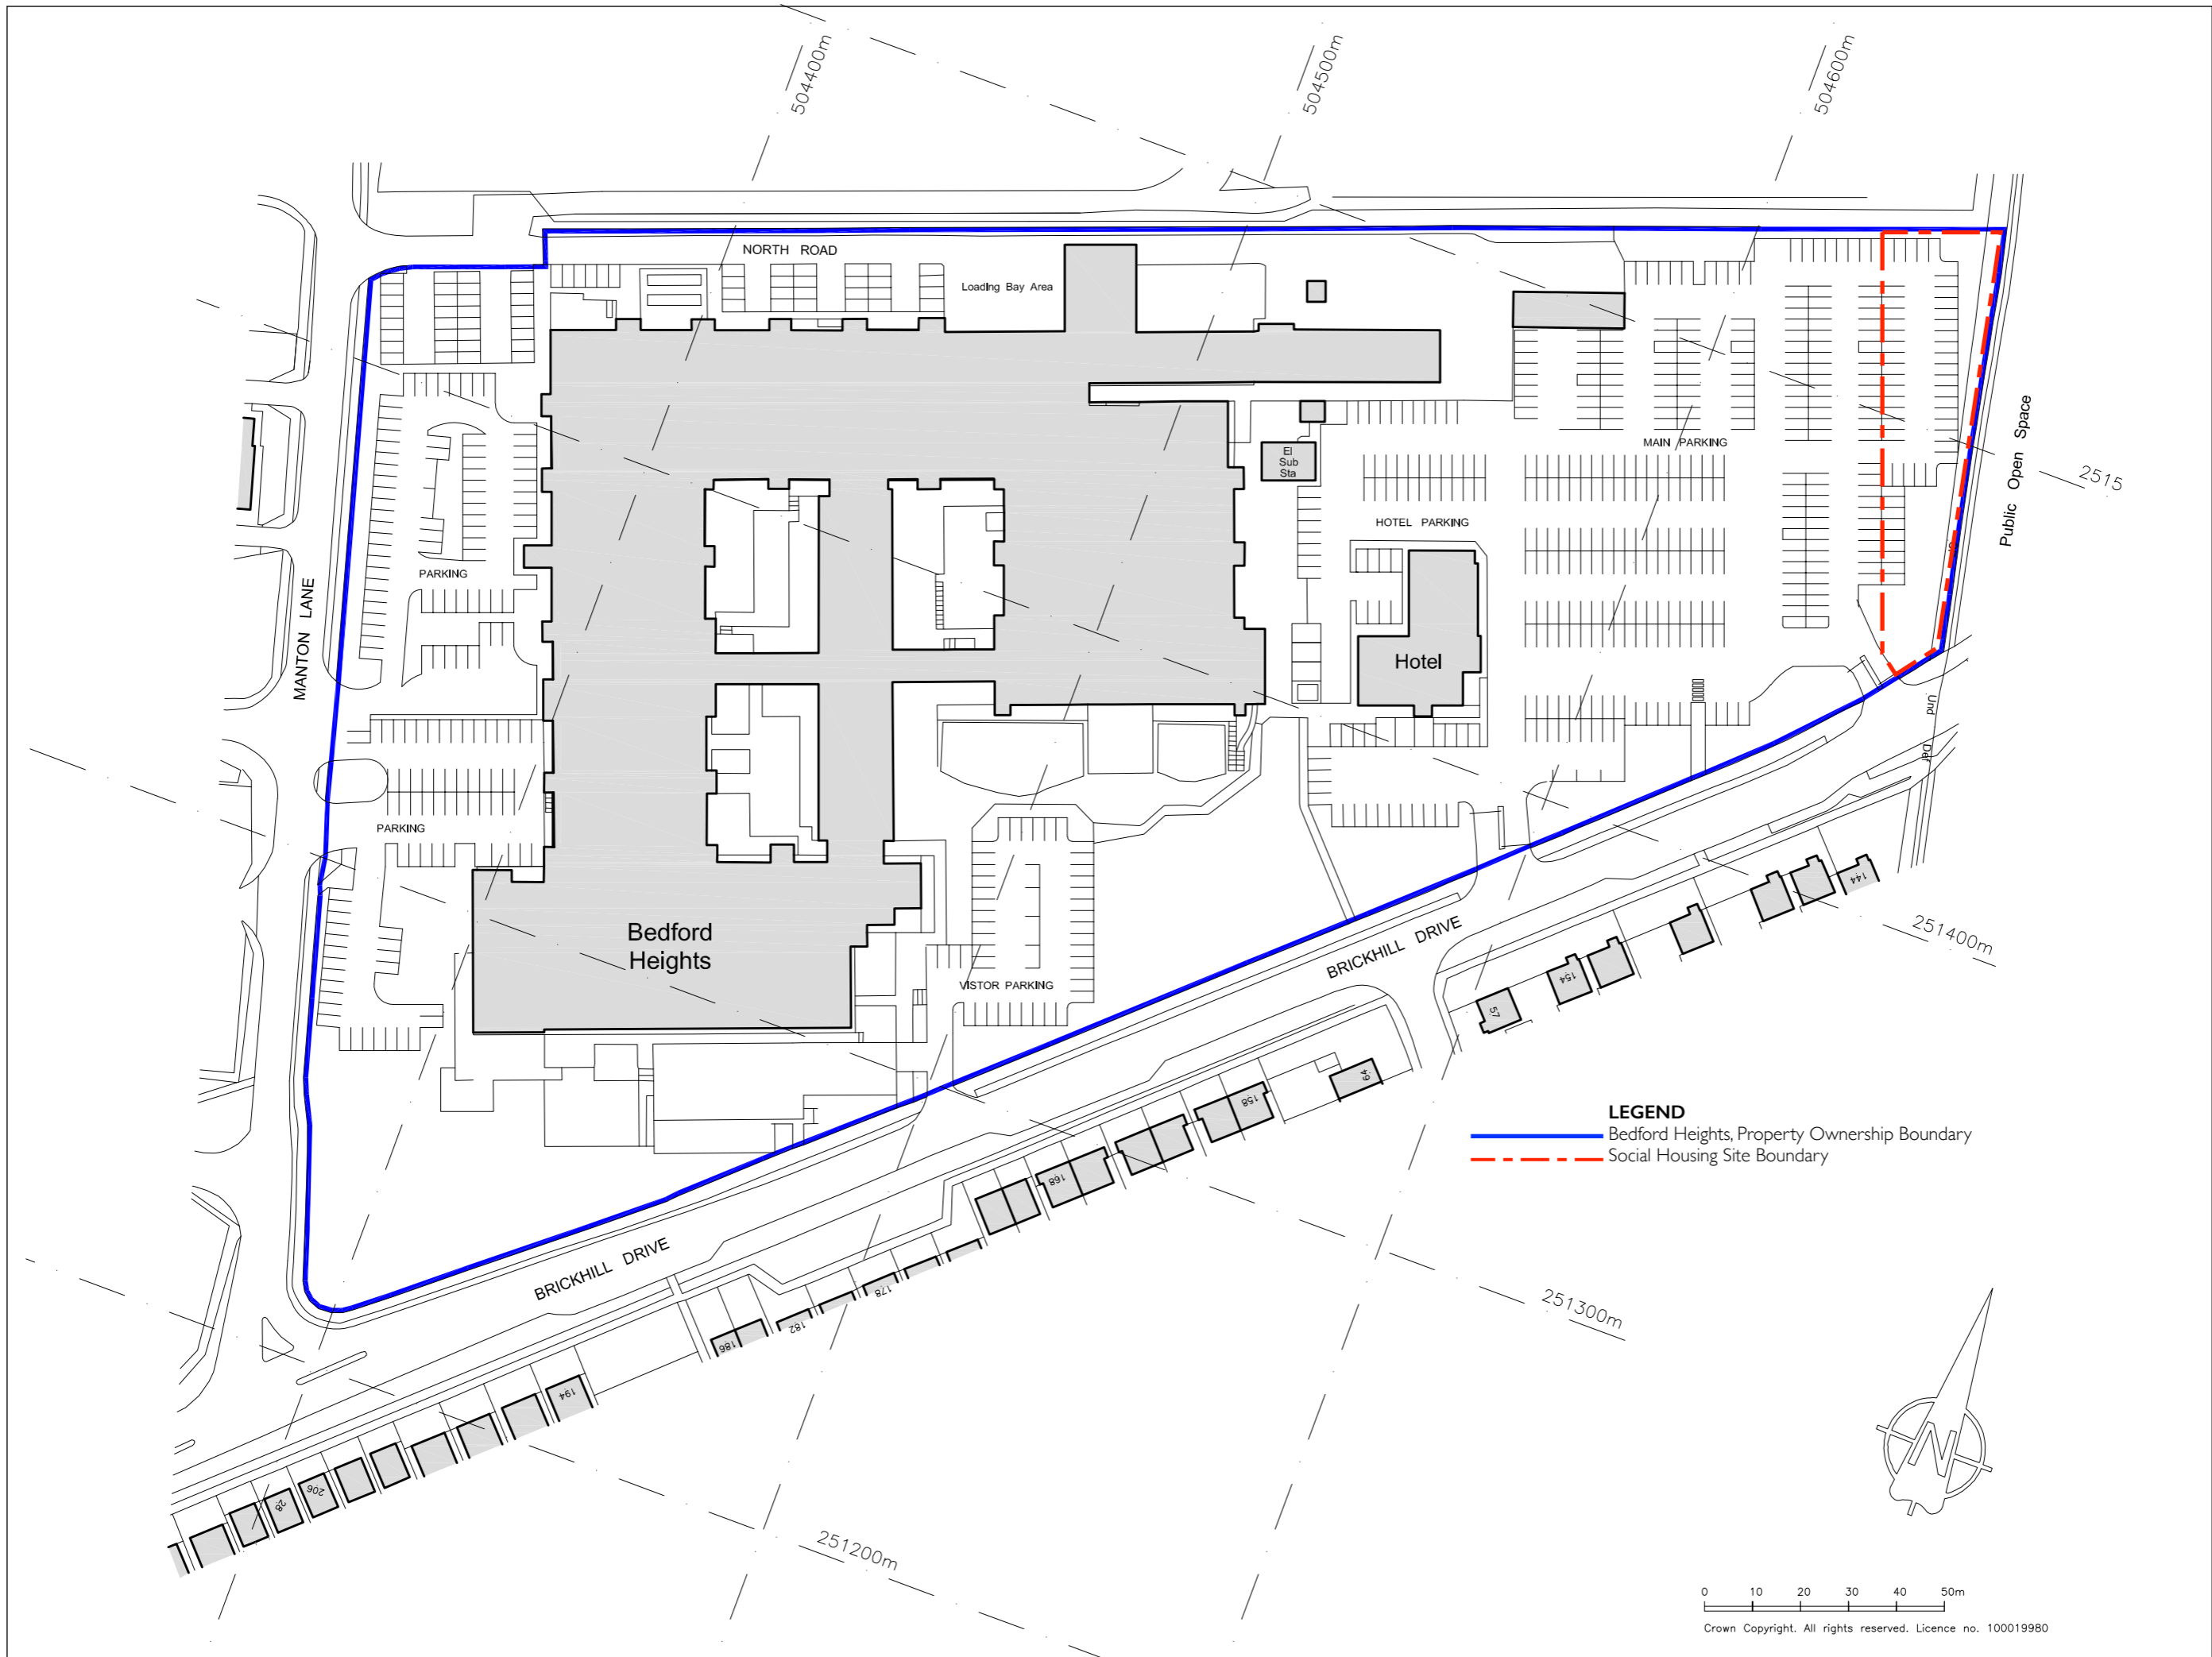 504400m
504500m
504600m
NORTH ROAD
Loading Bay Area
El
Sub
Sta
MAIN PARKING
2515
Public Open Space
HOTEL PARKING
PARKING
MANTON LANE
Hotel
Und
Def
PARKING
144
251400m
Bedford
Heights
BRICKHILL DRIVE
154
VISTOR PARKING
57
64
158
LEGEND
Bedford Heights, Property Ownership Boundary
Social Housing Site Boundary
168
BRICKHILL DRIVE
178
182
186
251300m
194
206
28
N
251200m
0 10 20 30 40 50m
Crown Copyright. All rights reserved. Licence no. 100019980